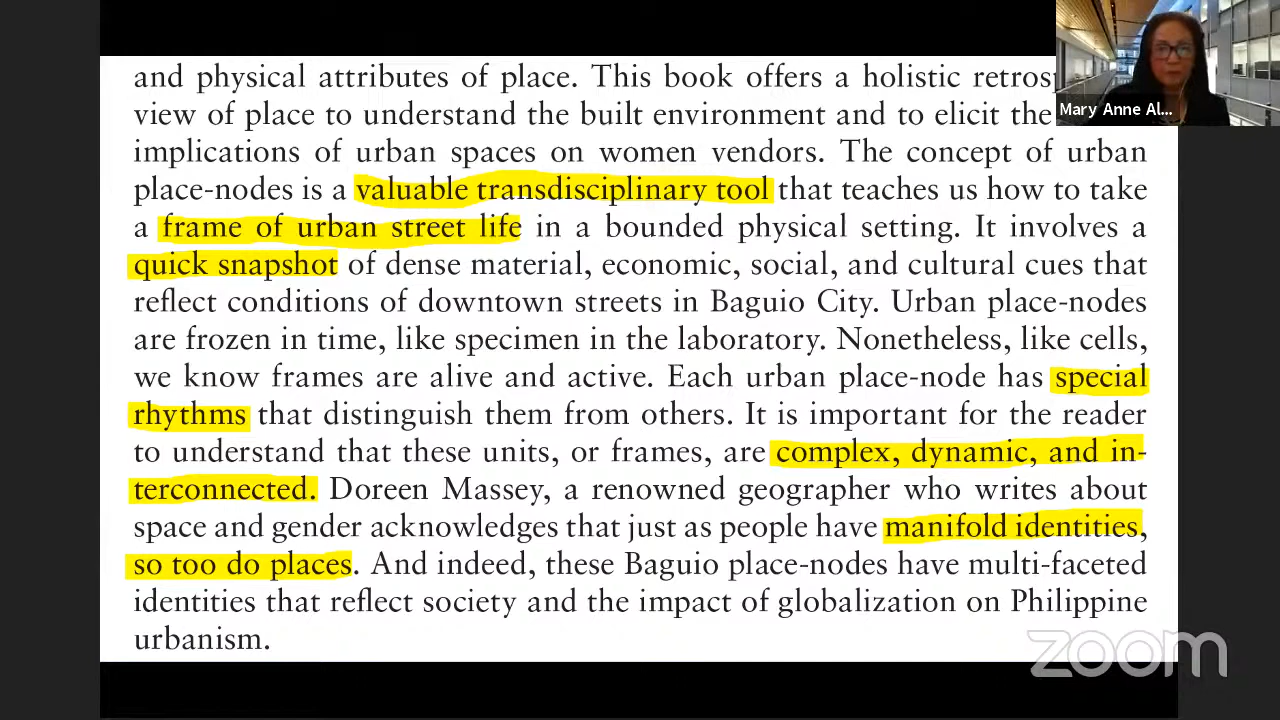 and physical attributes of place. This book offers a holistic
view of place to understand the built environment and to elicit the
implications of urban spaces on women vendors. The concept of urban
place-nodes is a valuable transdisciplinary tool that teaches us how to take
a frame of urban street life in a bounded physical setting. It involves a
quick snapshot of dense material, economic, social, and cultural cues that
reflect conditions of downtown streets in Baguio City. Urban place-nodes
are frozen in time, like specimen in the laboratory. Nonetheless, like cells,
we know frames are alive and active. Each urban place-node has special
rhythms that distinguish them from others. It is important for the reader
to understand that these units, or frames, are complex, dynamic, and in-
terconnected. Doreen Massey, a renowned geographer who writes about
space and gender acknowledges that just as people have manifold identities,
so too do places. And indeed, these Baguio place-nodes have multi-faceted
identities that reflect society and the impact of globalization on Philippine
urbanism.
Mary Anne Al...
zoom